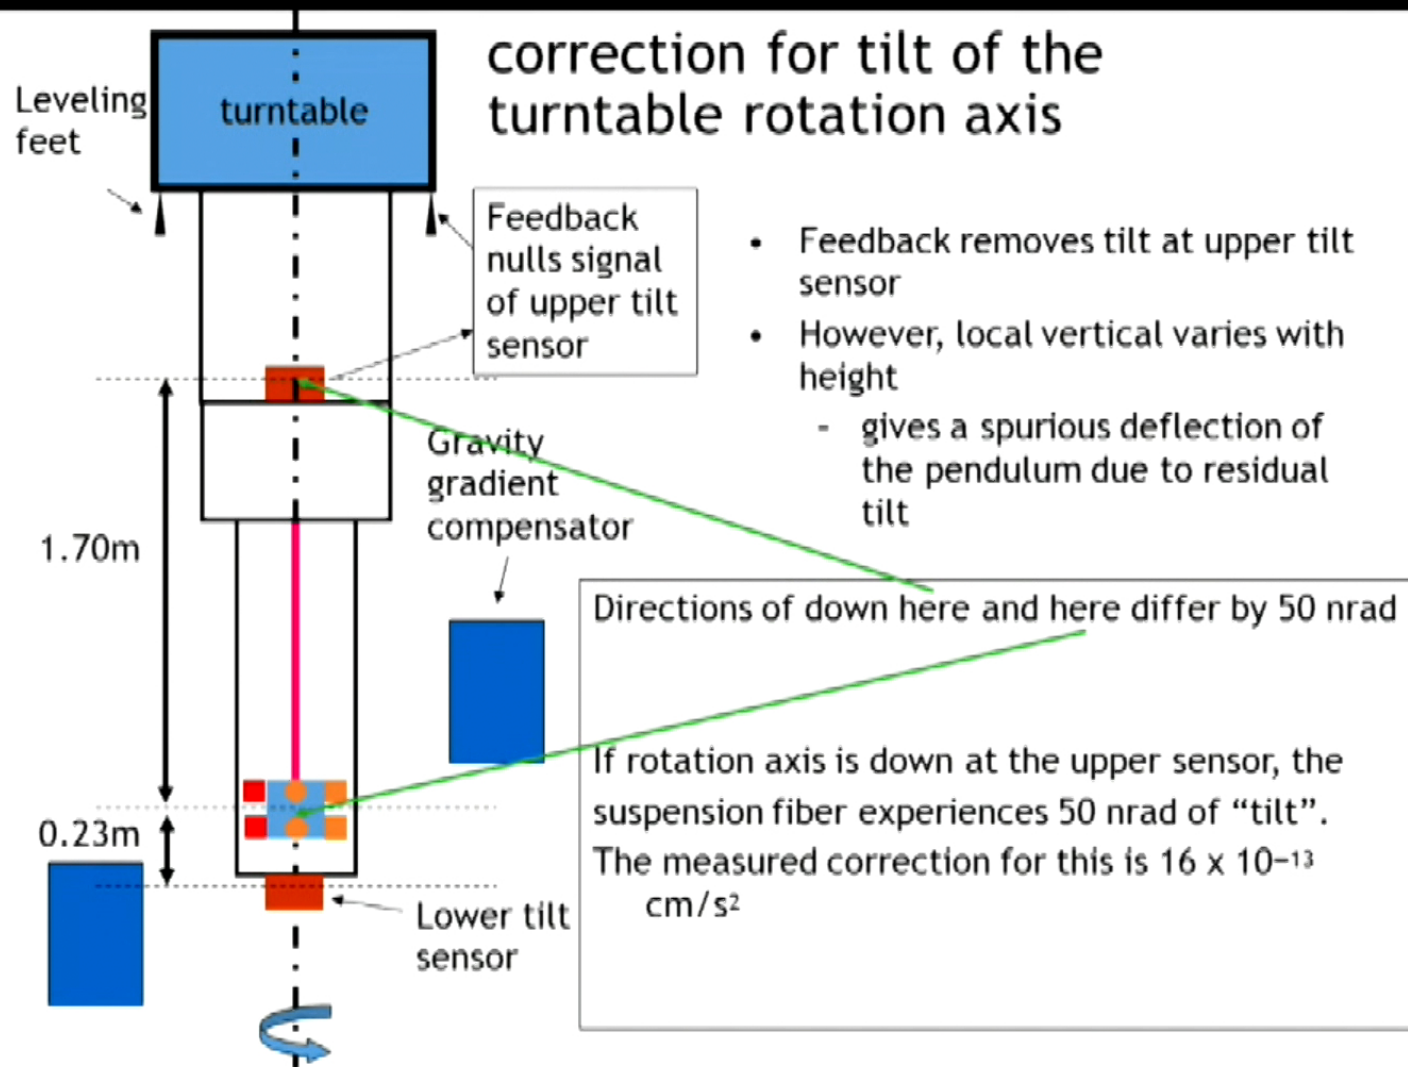 correction for tilt of the
turntable rotation axis
Leveling
feet
turntable
Feedback
nulls signal
of upper tilt
sensor
• Feedback removes tilt at upper tilt
sensor
• However, local vertical varies with
height
- gives a spurious deflection of
the pendulum due to residual
tilt
Gravity
gradient
compensator
1.70m
Directions of down here and here differ by 50 nrad
If rotation axis is down at the upper sensor, the
suspension fiber experiences 50 nrad of “tilt”.
The measured correction for this is 16 x 10⁻¹³
cm/s²
0.23m
Lower tilt
sensor